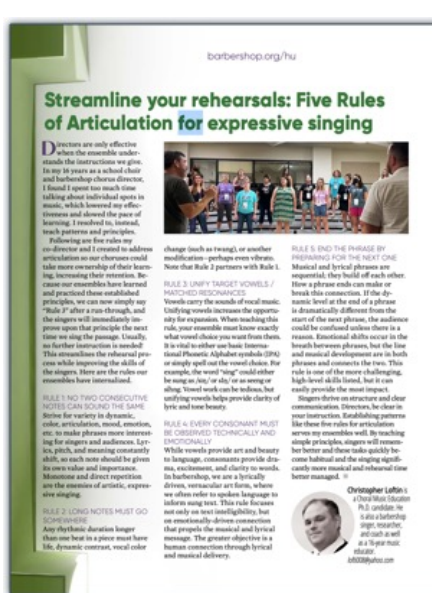 barbershop.org/hu
Streamline your rehearsals: Five Rules
of Articulation for expressive singing
Directors are only effective
when the ensemble under-
stands the instructions we give.
In my 16 years as a school choir
and barbershop chorus director,
I found I spent too much time
talking about individual spots in
music, which lowered my effec-
tiveness and slowed the pace of
learning. I resolved to, instead,
teach patterns and principles.
Following are five rules my
co-director and I created to address
articulation so our choruses could
take more ownership of their learn-
ing, increasing their retention. Be-
cause our ensembles have learned
and practiced these established
principles, we can now simply say
"Rule 3" after a run-through, and
the singers will immediately im-
prove upon that principle the next
time we sing the passage. Usually,
no further instruction is needed!
This streamlines the rehearsal pro-
cess while improving the skills of
the singers. Here are the rules our
ensembles have internalized.
RULE 1: NO TWO CONSECUTIVE
NOTES CAN SOUND THE SAME
Strive for variety in dynamic,
color, articulation, mood, emotion,
etc. to make phrases more interest-
ing for singers and audiences. Lyr-
ics, pitch, and meaning constantly
shift, so each note should be given
its own value and importance.
Monotone and direct repetition
are the enemies of artistic, expres-
sive singing.
RULE 2: LONG NOTES MUST GO
SOMEWHERE
Any rhythmic duration longer
than one beat in a piece must have
life, dynamic contrast, vocal color
change (such as twang), or another
modification—perhaps even vibrato.
Note that Rule 2 partners with Rule 1.
RULE 3: UNIFY TARGET VOWELS /
MATCHED RESONANCES
Vowels carry the sounds of vocal music.
Unifying vowels increases the opportu-
nity for expansion. When teaching this
rule, your ensemble must know exactly
what vowel choice you want from them.
It is vital to either use basic Interna-
tional Phonetic Alphabet symbols (IPA)
or simply spell out the vowel choice. For
example, the word "sing" could either
be sung as /sɪŋ/ or siŋ/ or as seeng or
sihng. Vowel work can be tedious, but
unifying vowels helps provide clarity of
lyric and tone beauty.
RULE 4: EVERY CONSONANT MUST
BE OBSERVED TECHNICALLY AND
EMOTIONALLY
While vowels provide art and beauty
to language, consonants provide dra-
ma, excitement, and clarity to words.
In barbershop, we are a lyrically
driven, vernacular art form, where
we often refer to spoken language to
inform sung text. This rule focuses
not only on text intelligibility, but
on emotionally-driven connection
that propels the musical and lyrical
message. The greater objective is a
human connection through lyrical
and musical delivery.
RULE 5: END THE PHRASE BY
PREPARING FOR THE NEXT ONE
Musical and lyrical phrases are
sequential; they build off each other.
How a phrase ends can make or
break this connection. If the dy-
namic level at the end of a phrase
is dramatically different from the
start of the next phrase, the audience
could be confused unless there is a
reason. Emotional shifts occur in the
breath between phrases, but the line
and musical development are in both
phrases and connects the two. This
rule is one of the more challenging,
high-level skills listed, but it can
easily provide the most impact.
Singers thrive on structure and clear
communication. Directors, be clear in
your instruction. Establishing patterns
like these five rules for articulation
serves my ensembles well. By teaching
simple principles, singers will remem-
ber better and these tasks quickly be-
come habitual and the singing signifi-
cantly more musical and rehearsal time
better managed.
Christopher Loftin is
a Choral Music Education
Ph.D. candidate. He
is also a barbershop
singer, researcher,
and coach as well
as a 16-year music
educator.